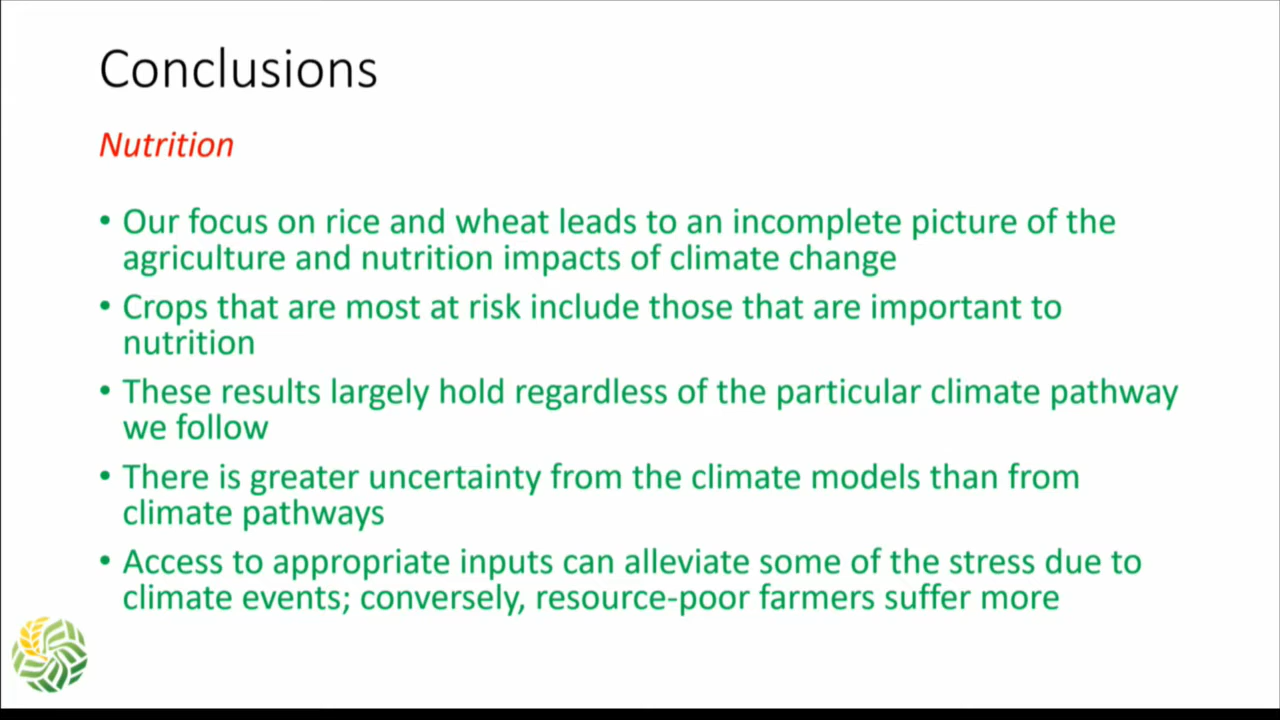 Conclusions
Nutrition
• Our focus on rice and wheat leads to an incomplete picture of the
agriculture and nutrition impacts of climate change
• Crops that are most at risk include those that are important to
nutrition
• These results largely hold regardless of the particular climate pathway
we follow
• There is greater uncertainty from the climate models than from
climate pathways
• Access to appropriate inputs can alleviate some of the stress due to
climate events; conversely, resource-poor farmers suffer more